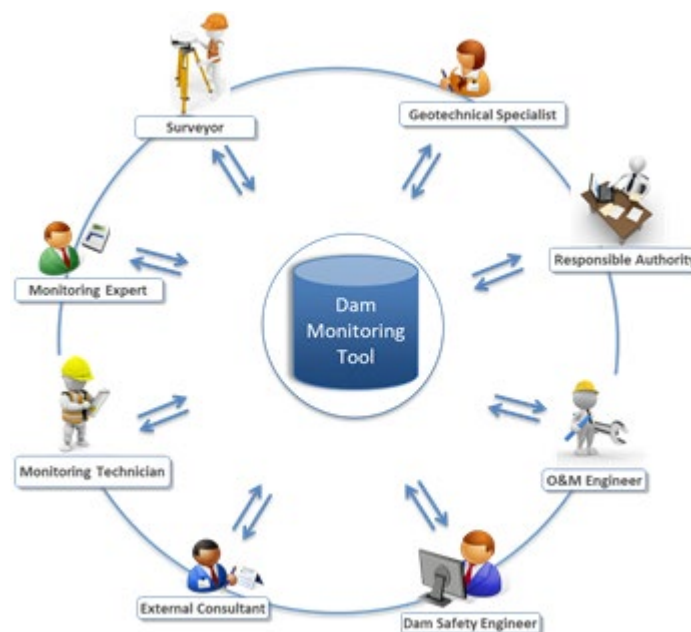 Surveyor
Geotechnical Specialist
Responsible Authority
Monitoring Expert
Dam
Monitoring
Tool
Monitoring Technician
O&M Engineer
External Consultant
Dam Safety Engineer